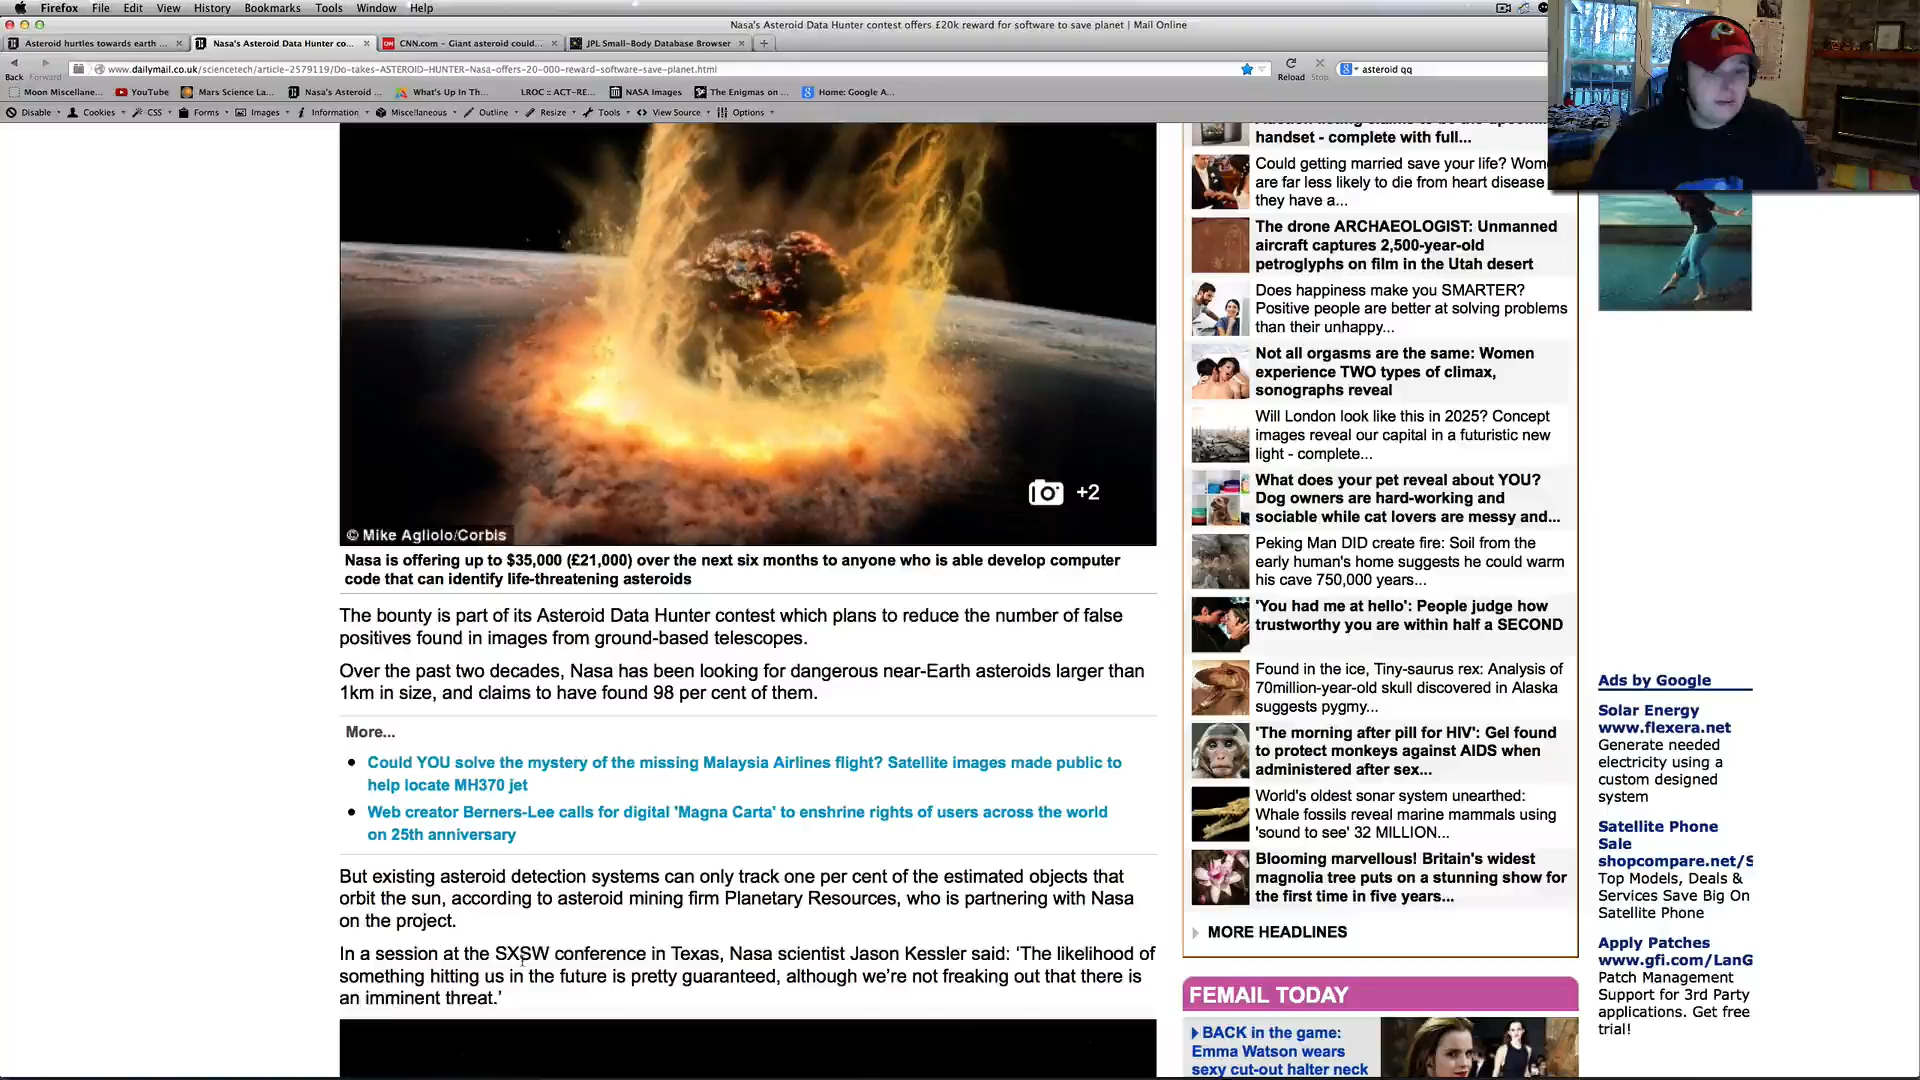 Firefox File Edit View History Bookmarks Tools Window Help
Nasa's Asteroid Data Hunter contest offers £20k reward for software to save planet | Mail Online
Asteroid hurtles towards earth ... × Nasa's Asteroid Data Hunter co... × CNN.com - Giant asteroid could... × JPL Small-Body Database Browser × +
www.dailymail.co.uk/sciencetech/article-2579119/Do-takes-ASTEROID-HUNTER-Nasa-offers-20-000-reward-software-save-planet.html
asteroid qq
Back Forward Reload Stop
Moon Miscellane... YouTube Mars Science La... Nasa's Asteroid ... What's Up In Th... LROC :: ACT-RE... NASA Images The Enigmas on ... Home: Google A...
Disable Cookies CSS Forms Images Information Miscellaneous Outline Resize Tools View Source Options
+2
© Mike Agliolo/Corbis
Nasa is offering up to $35,000 (£21,000) over the next six months to anyone who is able develop computer
code that can identify life-threatening asteroids
The bounty is part of its Asteroid Data Hunter contest which plans to reduce the number of false
positives found in images from ground-based telescopes.
Over the past two decades, Nasa has been looking for dangerous near-Earth asteroids larger than
1km in size, and claims to have found 98 per cent of them.
More...
Could YOU solve the mystery of the missing Malaysia Airlines flight? Satellite images made public to
help locate MH370 jet
Web creator Berners-Lee calls for digital 'Magna Carta' to enshrine rights of users across the world
on 25th anniversary
But existing asteroid detection systems can only track one per cent of the estimated objects that
orbit the sun, according to asteroid mining firm Planetary Resources, who is partnering with Nasa
on the project.
In a session at the SXSW conference in Texas, Nasa scientist Jason Kessler said: ‘The likelihood of
something hitting us in the future is pretty guaranteed, although we’re not freaking out that there is
an imminent threat.’
handset - complete with full...
Could getting married save your life? Wom
are far less likely to die from heart disease
they have a...
The drone ARCHAEOLOGIST: Unmanned
aircraft captures 2,500-year-old
petroglyphs on film in the Utah desert
Does happiness make you SMARTER?
Positive people are better at solving problems
than their unhappy...
Not all orgasms are the same: Women
experience TWO types of climax,
sonographs reveal
Will London look like this in 2025? Concept
images reveal our capital in a futuristic new
light - complete...
What does your pet reveal about YOU?
Dog owners are hard-working and
sociable while cat lovers are messy and...
Peking Man DID create fire: Soil from the
early human's home suggests he could warm
his cave 750,000 years...
'You had me at hello': People judge how
trustworthy you are within half a SECOND
Found in the ice, Tiny-saurus rex: Analysis of
70million-year-old skull discovered in Alaska
suggests pygmy...
'The morning after pill for HIV': Gel found
to protect monkeys against AIDS when
administered after sex...
World's oldest sonar system unearthed:
Whale fossils reveal marine mammals using
'sound to see' 32 MILLION...
Blooming marvellous! Britain's widest
magnolia tree puts on a stunning show for
the first time in five years...
MORE HEADLINES
FEMAIL TODAY
BACK in the game:
Emma Watson wears
sexy cut-out halter neck
Ads by Google
Solar Energy
www.flexera.net
Generate needed
electricity using a
custom designed
system
Satellite Phone
Sale
shopcompare.net/S
Top Models, Deals &
Services Save Big On
Satellite Phone
Apply Patches
www.gfi.com/LanG
Patch Management
Support for 3rd Party
applications. Get free
trial!